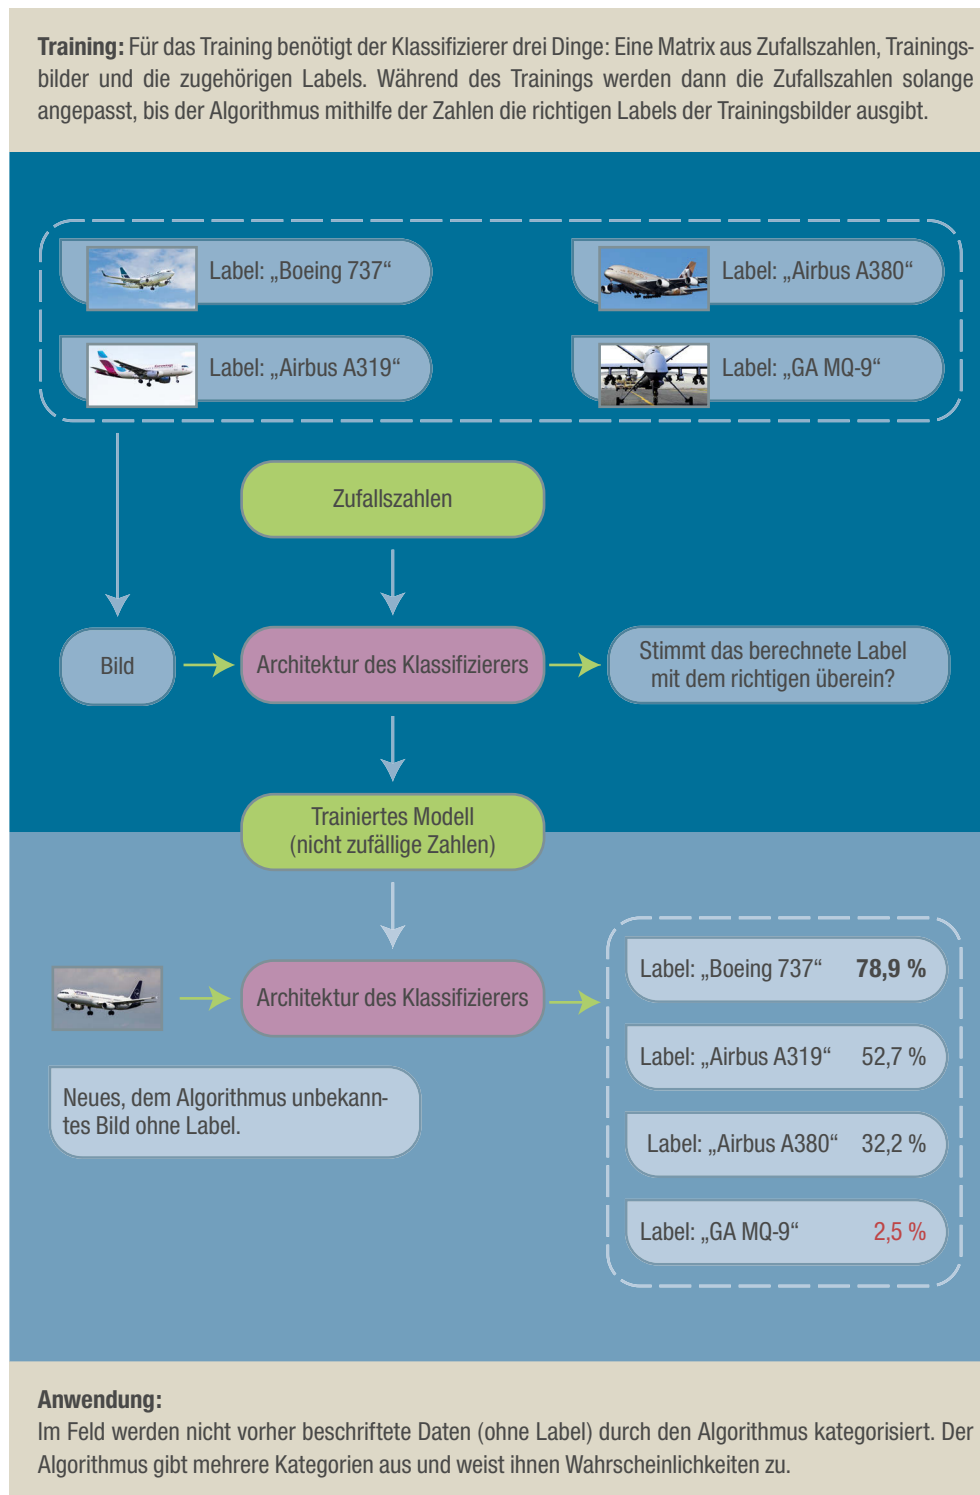 Training: Für das Training benötigt der Klassifizierer drei Dinge: Eine Matrix aus Zufallszahlen, Trainings-
bilder und die zugehörigen Labels. Während des Trainings werden dann die Zufallszahlen solange
angepasst, bis der Algorithmus mithilfe der Zahlen die richtigen Labels der Trainingsbilder ausgibt.
Label: „Boeing 737“
Label: „Airbus A380“
Label: „Airbus A319“
Label: „GA MQ-9“
Zufallszahlen
Bild
Architektur des Klassifizierers
Stimmt das berechnete Label
mit dem richtigen überein?
Trainiertes Modell
(nicht zufällige Zahlen)
Architektur des Klassifizierers
Neues, dem Algorithmus unbekann-
tes Bild ohne Label.
Label: „Boeing 737“ 78,9 %
Label: „Airbus A319“ 52,7 %
Label: „Airbus A380“ 32,2 %
Label: „GA MQ-9“ 2,5 %
Anwendung:
Im Feld werden nicht vorher beschriftete Daten (ohne Label) durch den Algorithmus kategorisiert. Der
Algorithmus gibt mehrere Kategorien aus und weist ihnen Wahrscheinlichkeiten zu.